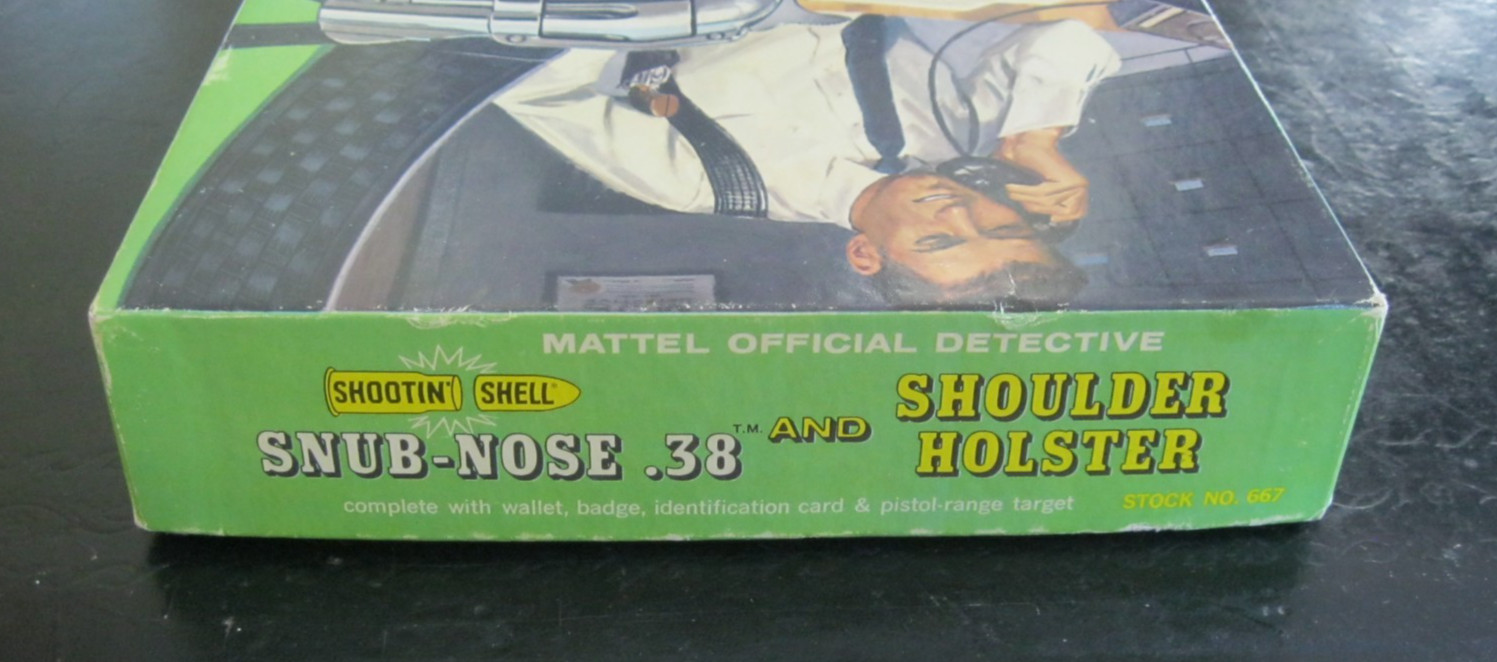 MATTEL OFFICIAL DETECTIVE
SHOOTIN' SHELL®
SNUB-NOSE .38 T.M. AND SHOULDER HOLSTER
complete with wallet, badge, identification card & pistol-range target
STOCK NO. 667